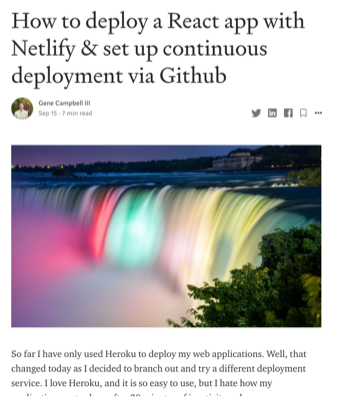 How to deploy a React app with
Netlify & set up continuous
deployment via Github
Gene Campbell III
Sep 15 · 7 min read
So far I have only used Heroku to deploy my web applications. Well, that
changed today as I decided to branch out and try a different deployment
service. I love Heroku, and it is so easy to use, but I hate how my